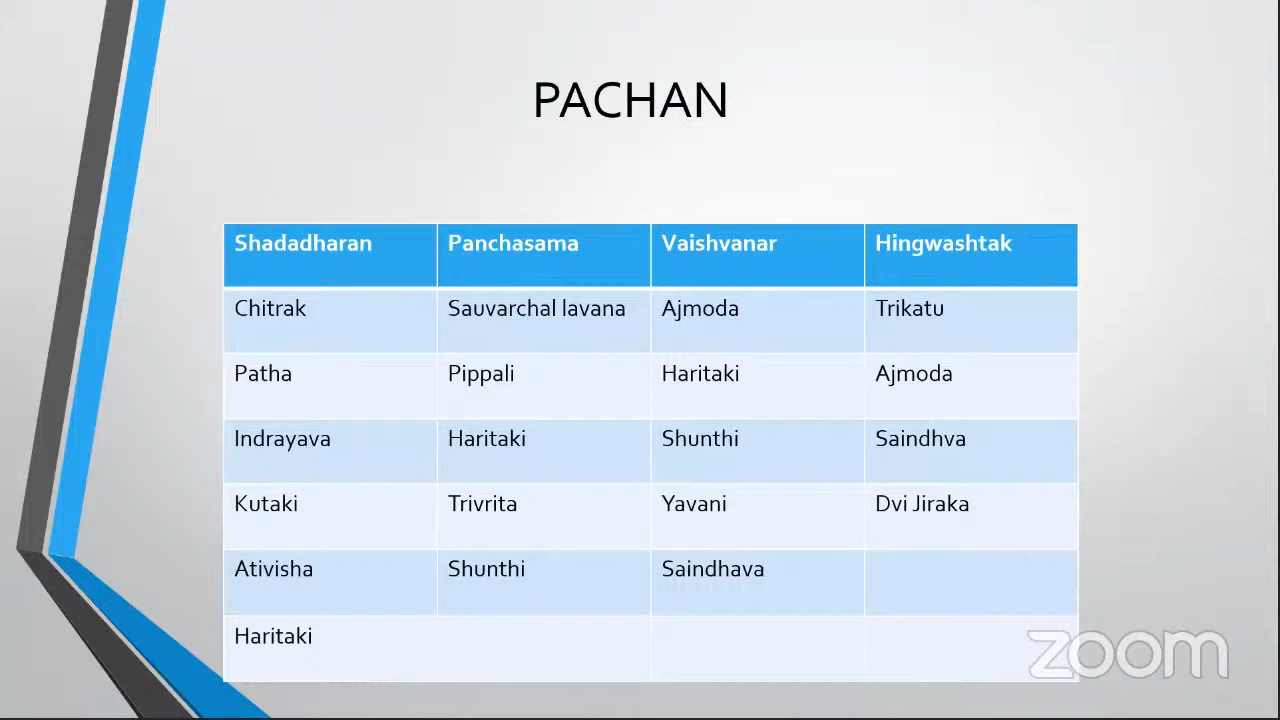 PACHAN
Shadadharan Panchasama Vaishvanar Hingwashtak
Chitrak Sauvarchal lavana Ajmoda Trikatu
Patha Pippali Haritaki Ajmoda
Indrayava Haritaki Shunthi Saindhva
Kutaki Trivrita Yavani Dvi Jiraka
Ativisha Shunthi Saindhava
Haritaki
zoom